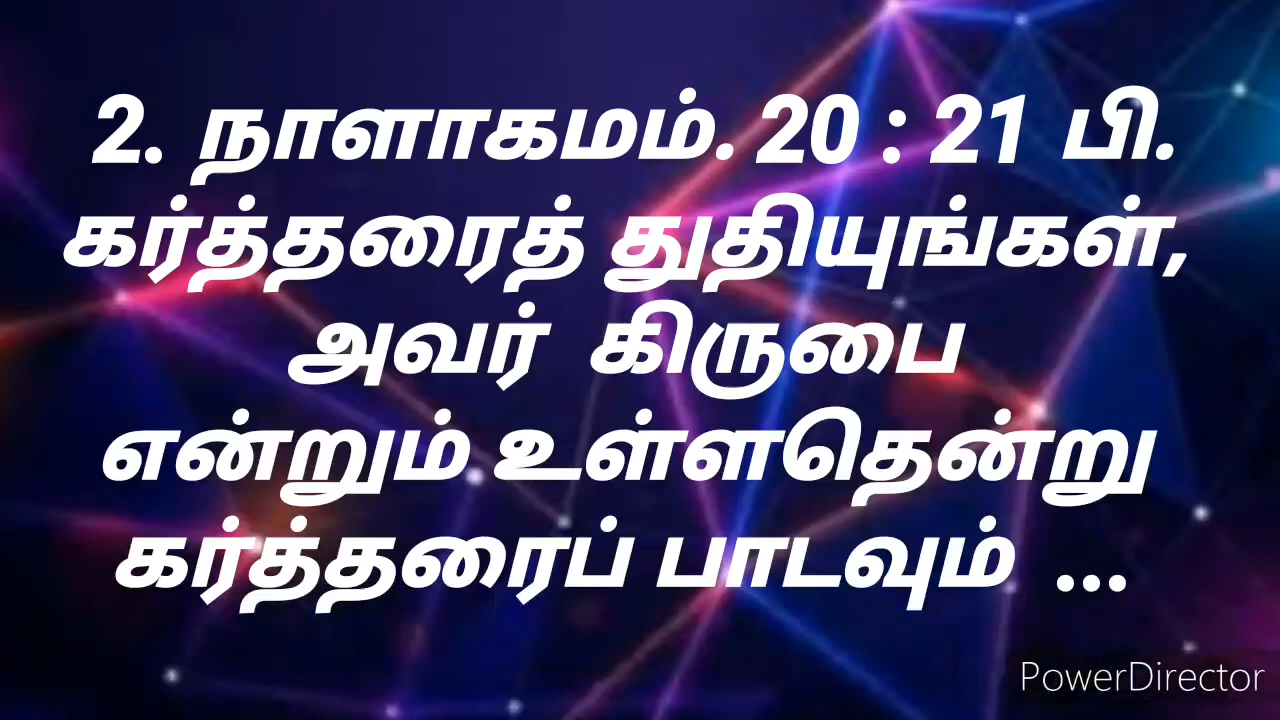 2. நாளாகமம். 20 : 21 பி.
கர்த்தரைத் துதியுங்கள்,
அவர் கிருபை
என்றும் உள்ளதென்று
கர்த்தரைப் பாடவும் ...
PowerDirector